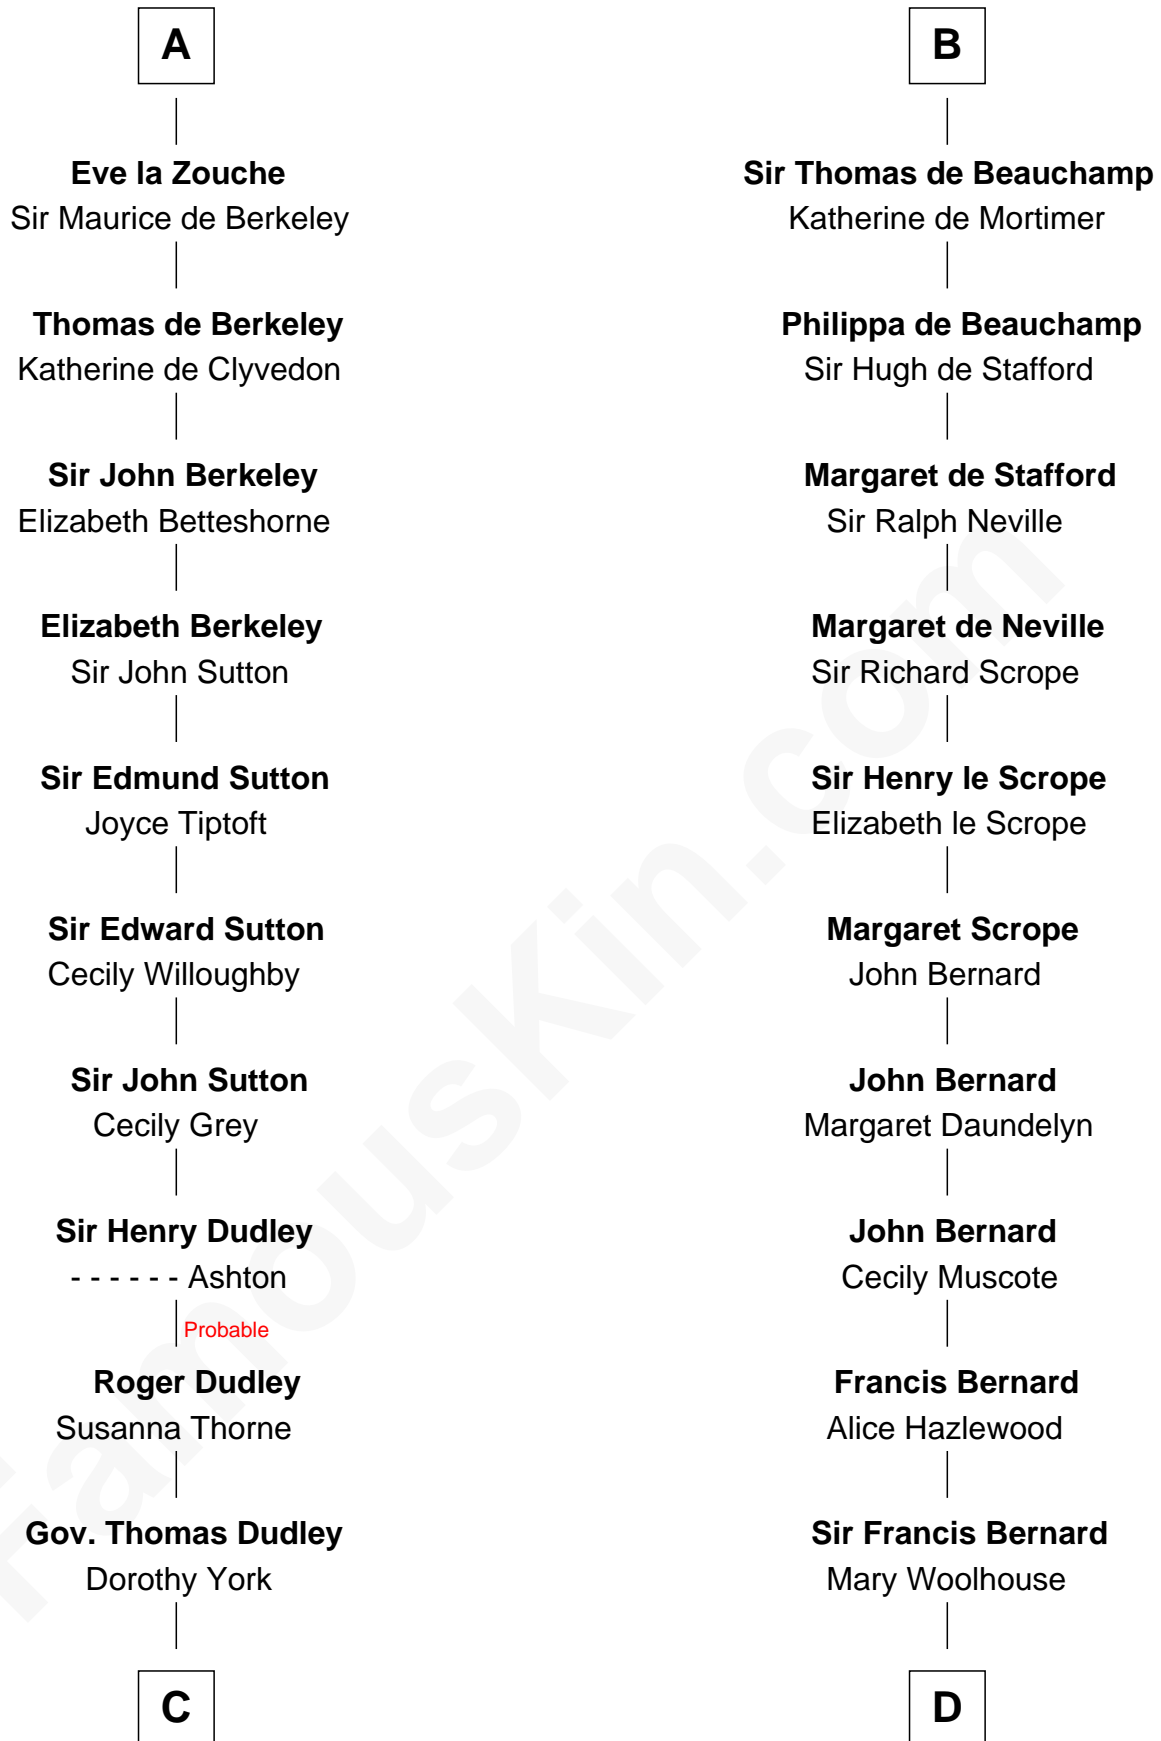 A
Eve la Zouche
Sir Maurice de Berkeley
Thomas de Berkeley
Katherine de Clyvedon
Sir John Berkeley
Elizabeth Betteshorne
Elizabeth Berkeley
Sir John Sutton
Sir Edmund Sutton
Joyce Tiptoft
Sir Edward Sutton
Cecily Willoughby
Sir John Sutton
Cecily Grey
Sir Henry Dudley
- - - - - - Ashton
Probable
Roger Dudley
Susanna Thorne
Gov. Thomas Dudley
Dorothy York
C
B
Sir Thomas de Beauchamp
Katherine de Mortimer
Philippa de Beauchamp
Sir Hugh de Stafford
Margaret de Stafford
Sir Ralph Neville
Margaret de Neville
Sir Richard Scrope
Sir Henry le Scrope
Elizabeth le Scrope
Margaret Scrope
John Bernard
John Bernard
Margaret Daundelyn
John Bernard
Cecily Muscote
Francis Bernard
Alice Hazlewood
Sir Francis Bernard
Mary Woolhouse
D
FamousKin.com